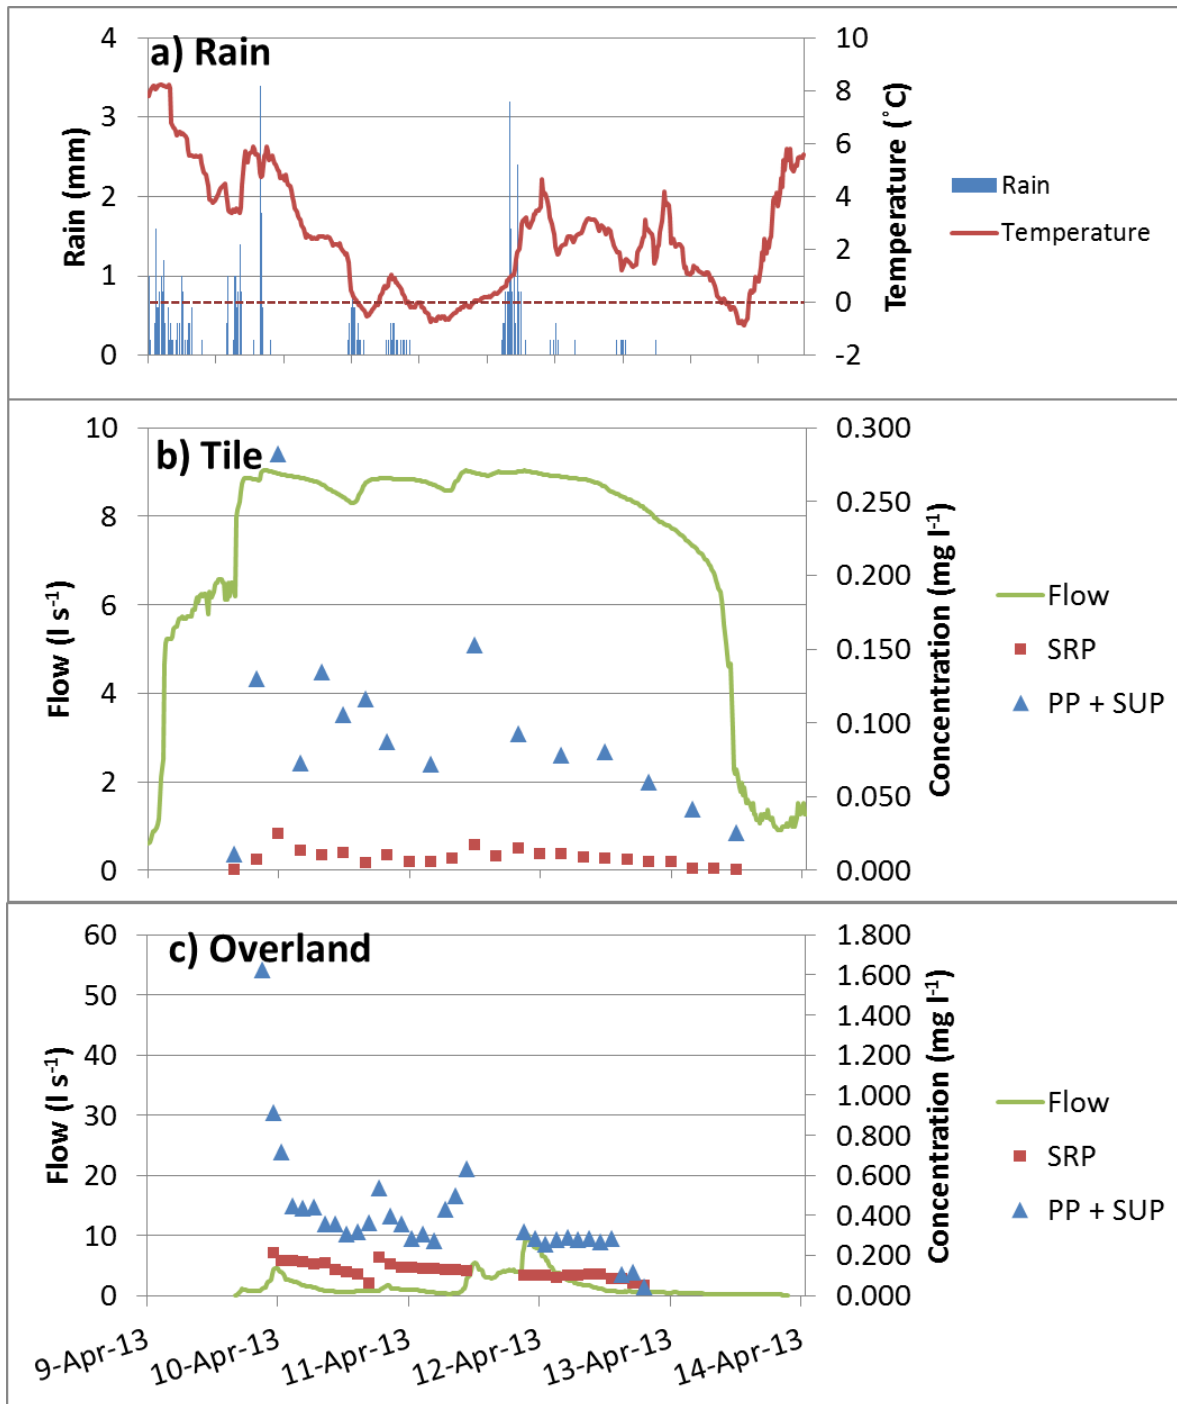 a) Rain
4
3
2
1
0
Rain (mm)
10
8
6
4
2
0
-2
Temperature (˚C)
Rain
Temperature
b) Tile
10
8
6
4
2
0
Flow (l s⁻¹)
0.300
0.250
0.200
0.150
0.100
0.050
0.000
Concentration (mg l⁻¹)
Flow
SRP
PP + SUP
c) Overland
60
50
40
30
20
10
0
Flow (l s⁻¹)
1.800
1.600
1.400
1.200
1.000
0.800
0.600
0.400
0.200
0.000
Concentration (mg l⁻¹)
Flow
SRP
PP + SUP
9-Apr-13
10-Apr-13
11-Apr-13
12-Apr-13
13-Apr-13
14-Apr-13